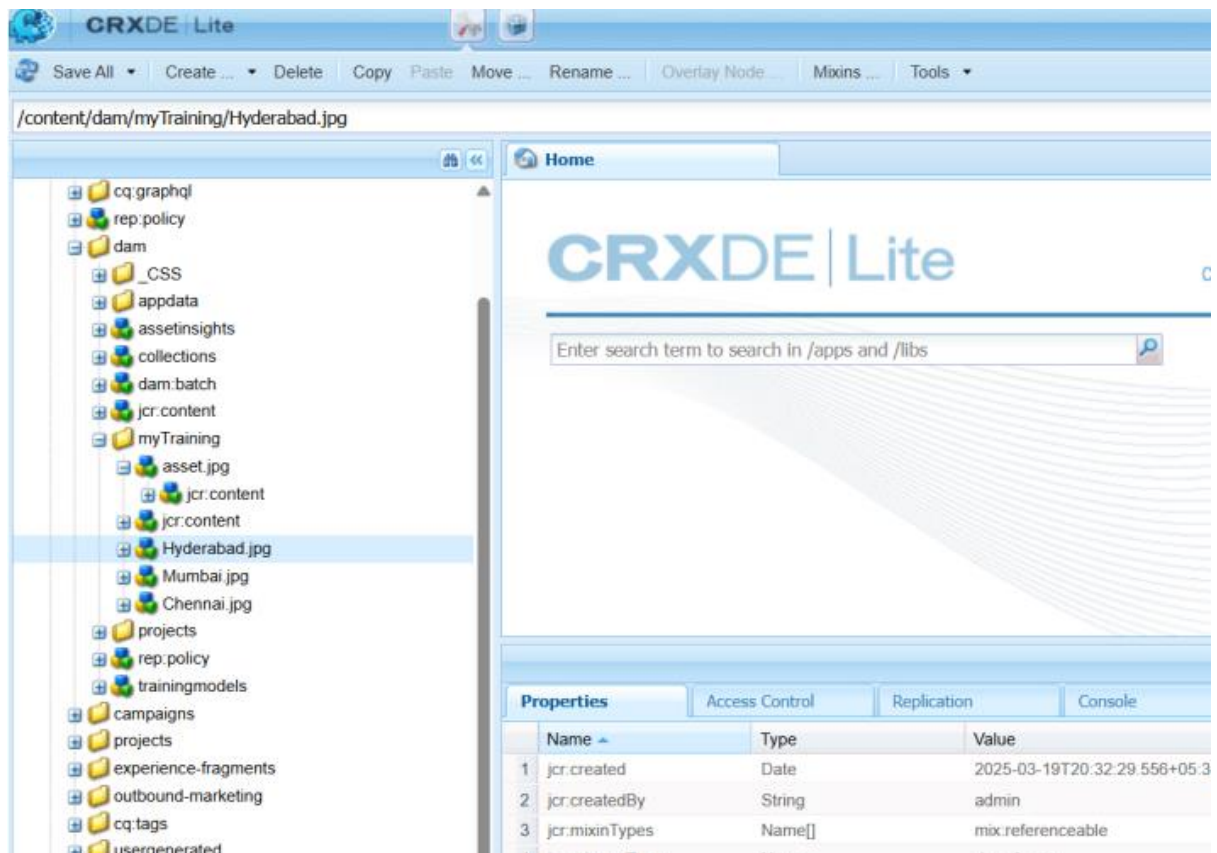 CRXDE | Lite
Save All Create ... Delete Copy Paste Move ... Rename ... Overlay Node ... Mixins ... Tools
/content/dam/myTraining/Hyderabad.jpg
Home
cq:graphql
rep:policy
dam
_CSS
appdata
assetinsights
collections
dam:batch
jcr:content
myTraining
asset.jpg
jcr:content
jcr:content
Hyderabad.jpg
Mumbai.jpg
Chennai.jpg
projects
rep:policy
trainingmodels
campaigns
projects
experience-fragments
outbound-marketing
cq:tags
usergenerated
CRXDE | Lite
Enter search term to search in /apps and /libs
Properties Access Control Replication Console
Name Type Value
1 jcr:created Date 2025-03-19T20:32:29.556+05:3
2 jcr:createdBy String admin
3 jcr:mixinTypes Name[] mix:referenceable